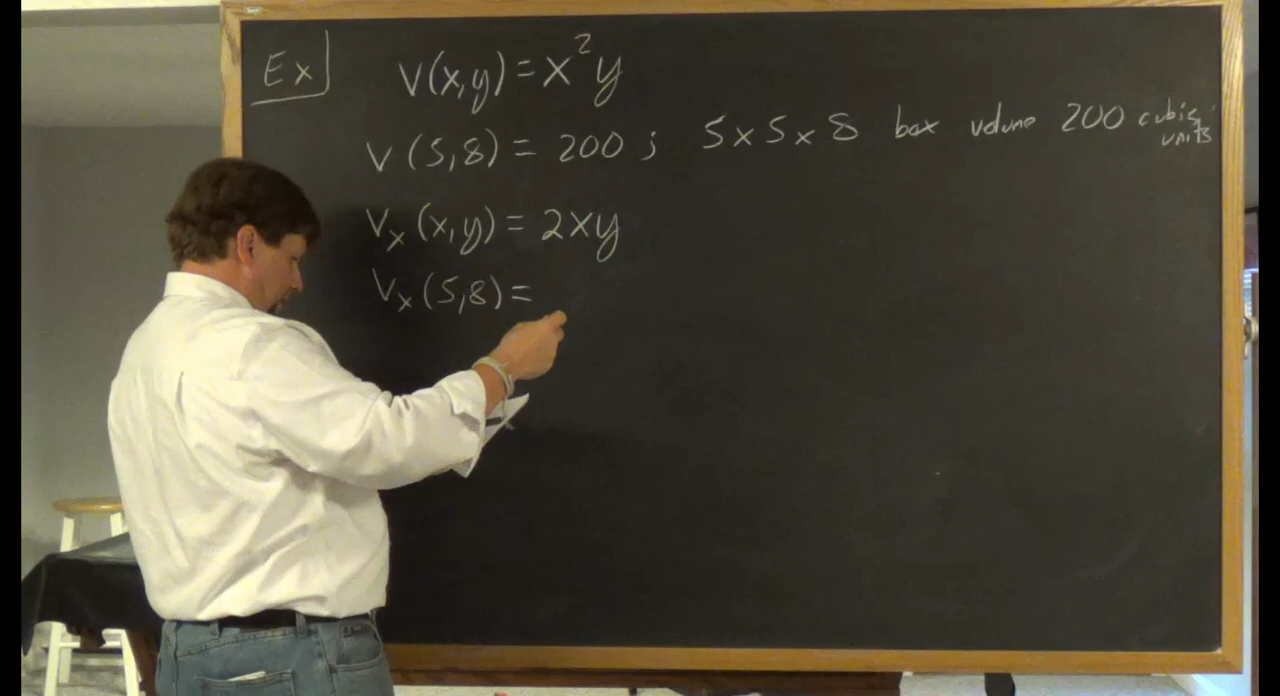 Ex
V(x,y) = x²y
V(5,8) = 200 ; 5 x 5 x 8 box volume 200 cubic units
Vₓ(x,y) = 2xy
Vₓ(5,8) =